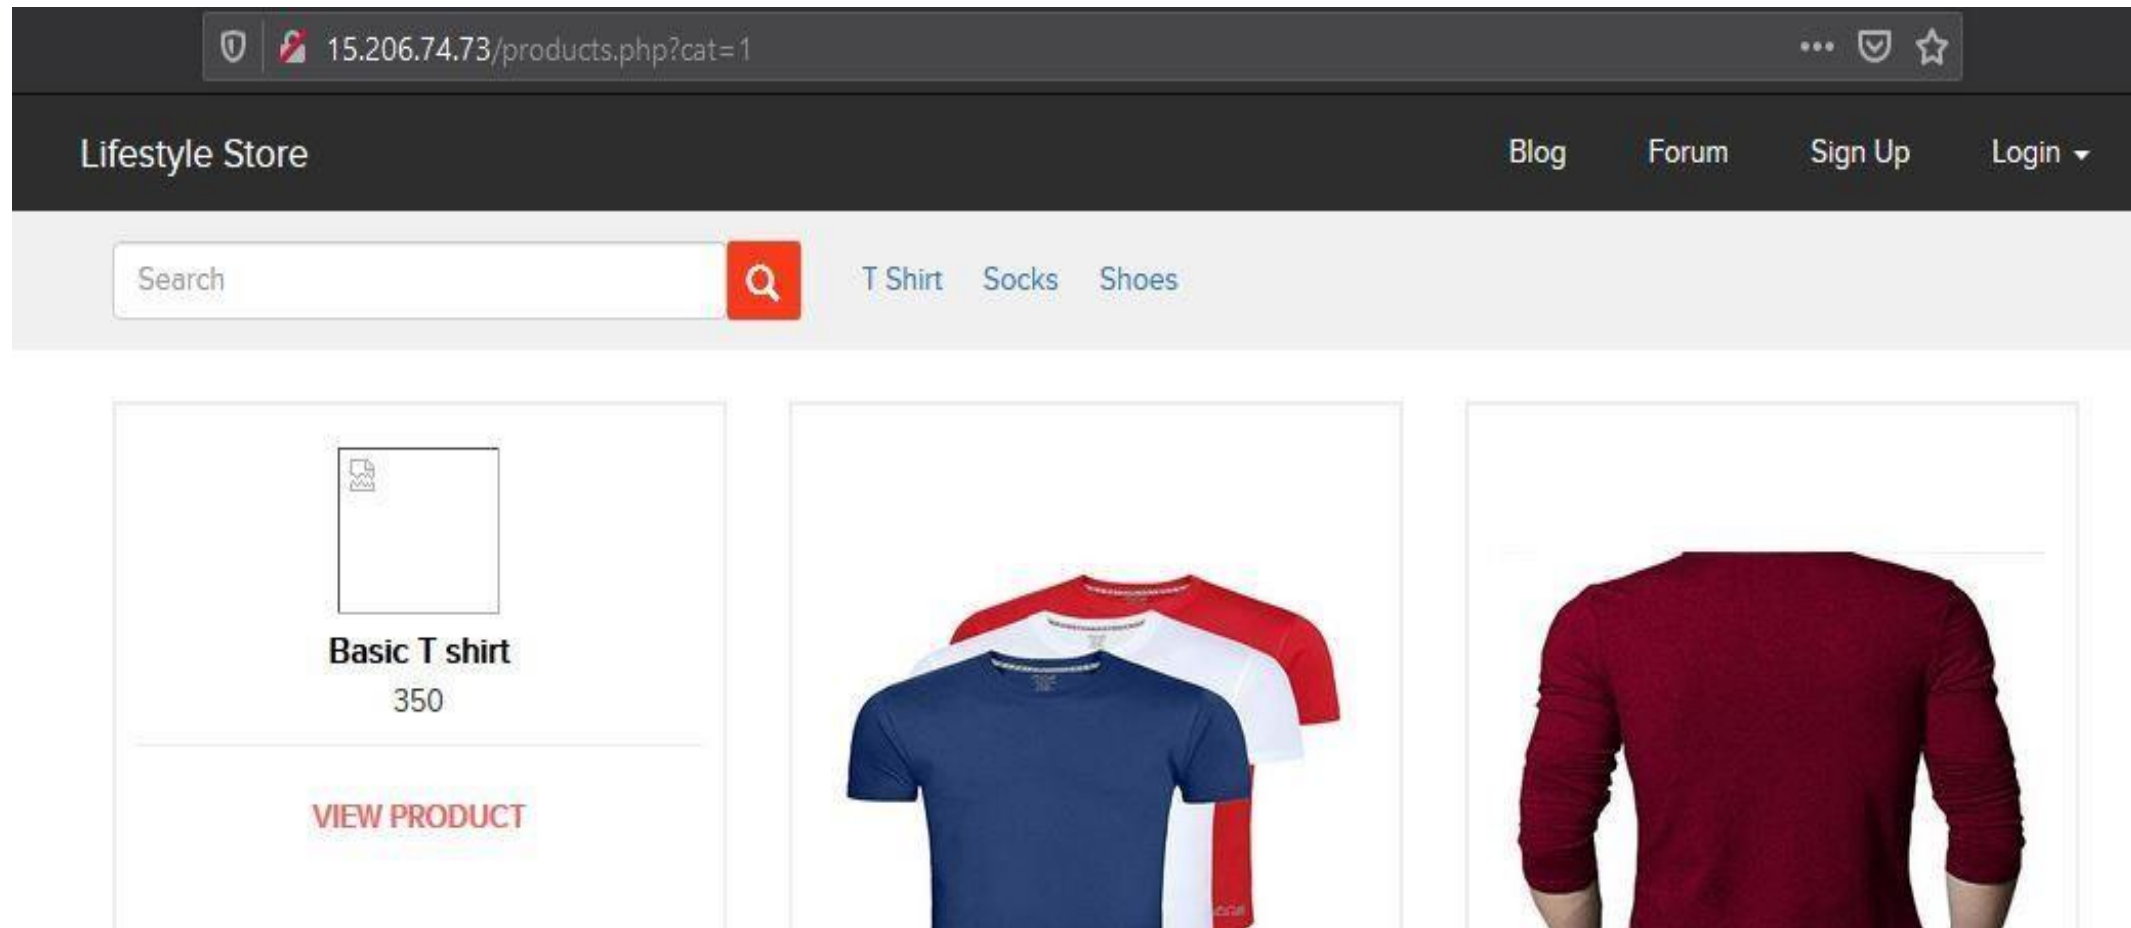 15.206.74.73/products.php?cat=1
Lifestyle Store
Blog
Forum
Sign Up
Login
Search
T Shirt
Socks
Shoes
Basic T shirt
350
VIEW PRODUCT